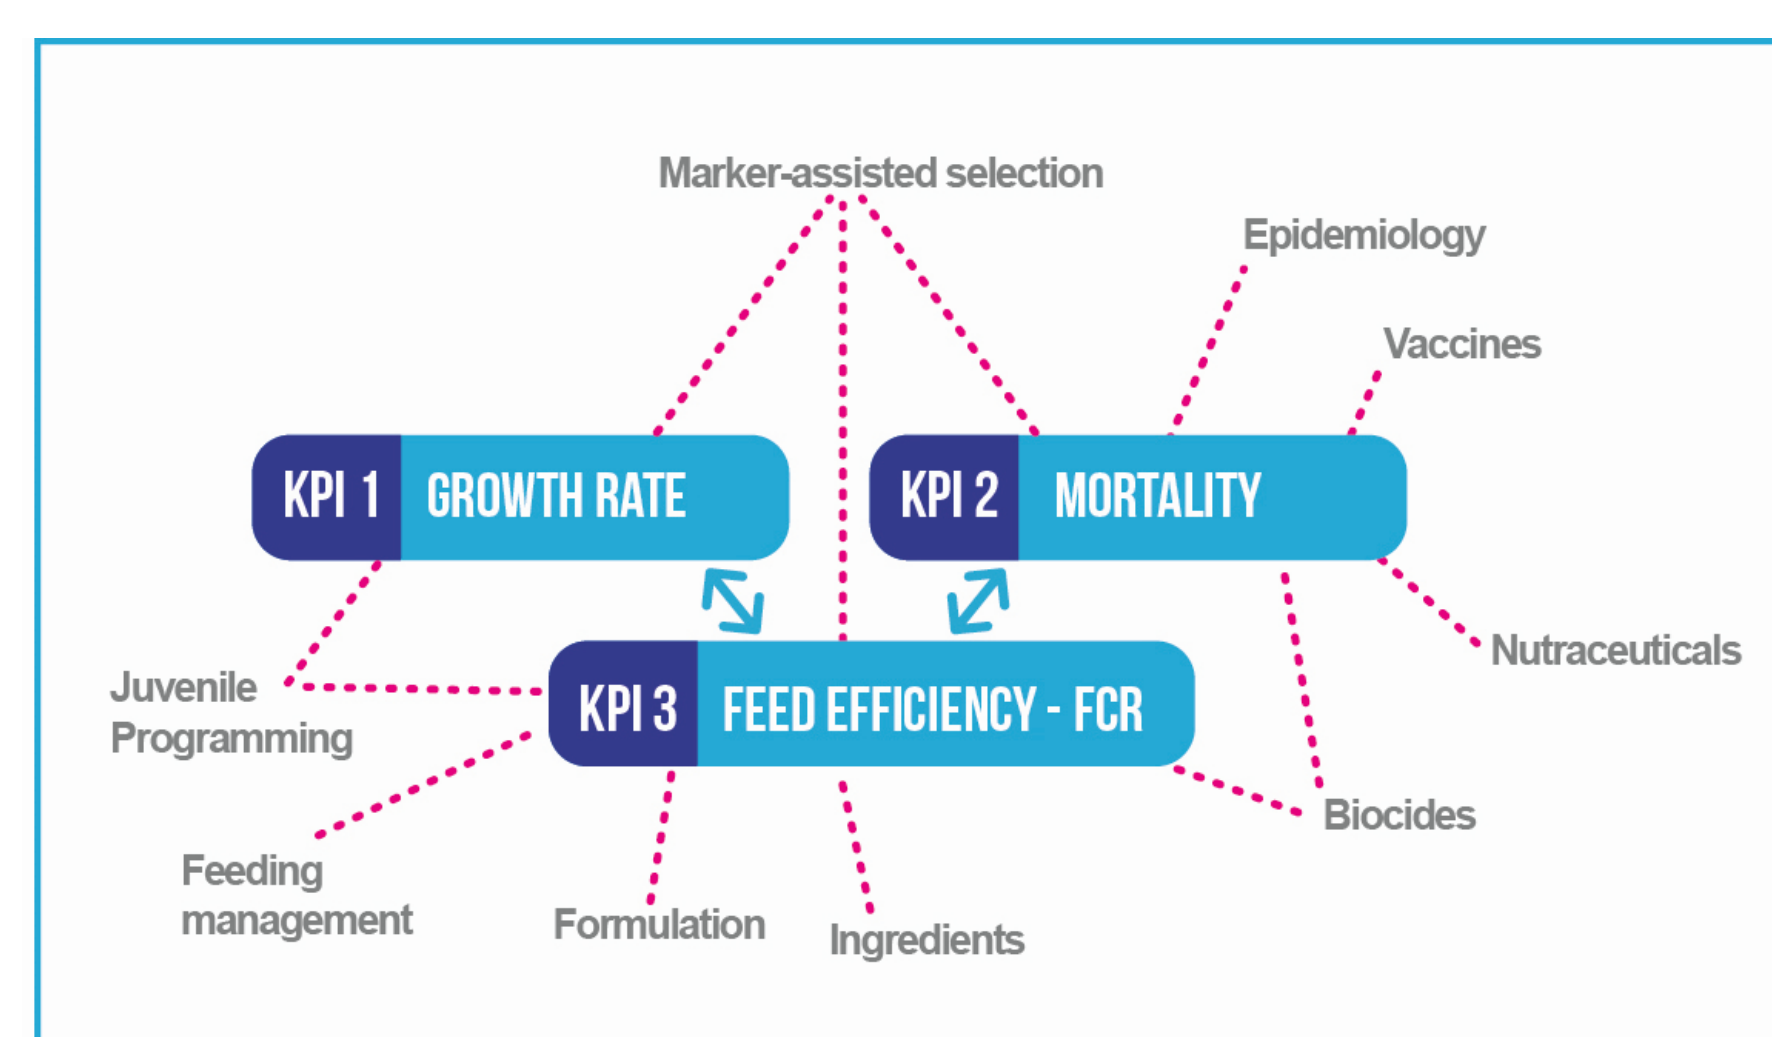 Marker-assisted selection
Epidemiology
Vaccines
KPI 1 GROWTH RATE
KPI 2 MORTALITY
Nutraceuticals
Juvenile
Programming
KPI 3 FEED EFFICIENCY - FCR
Biocides
Feeding
management
Formulation
Ingredients